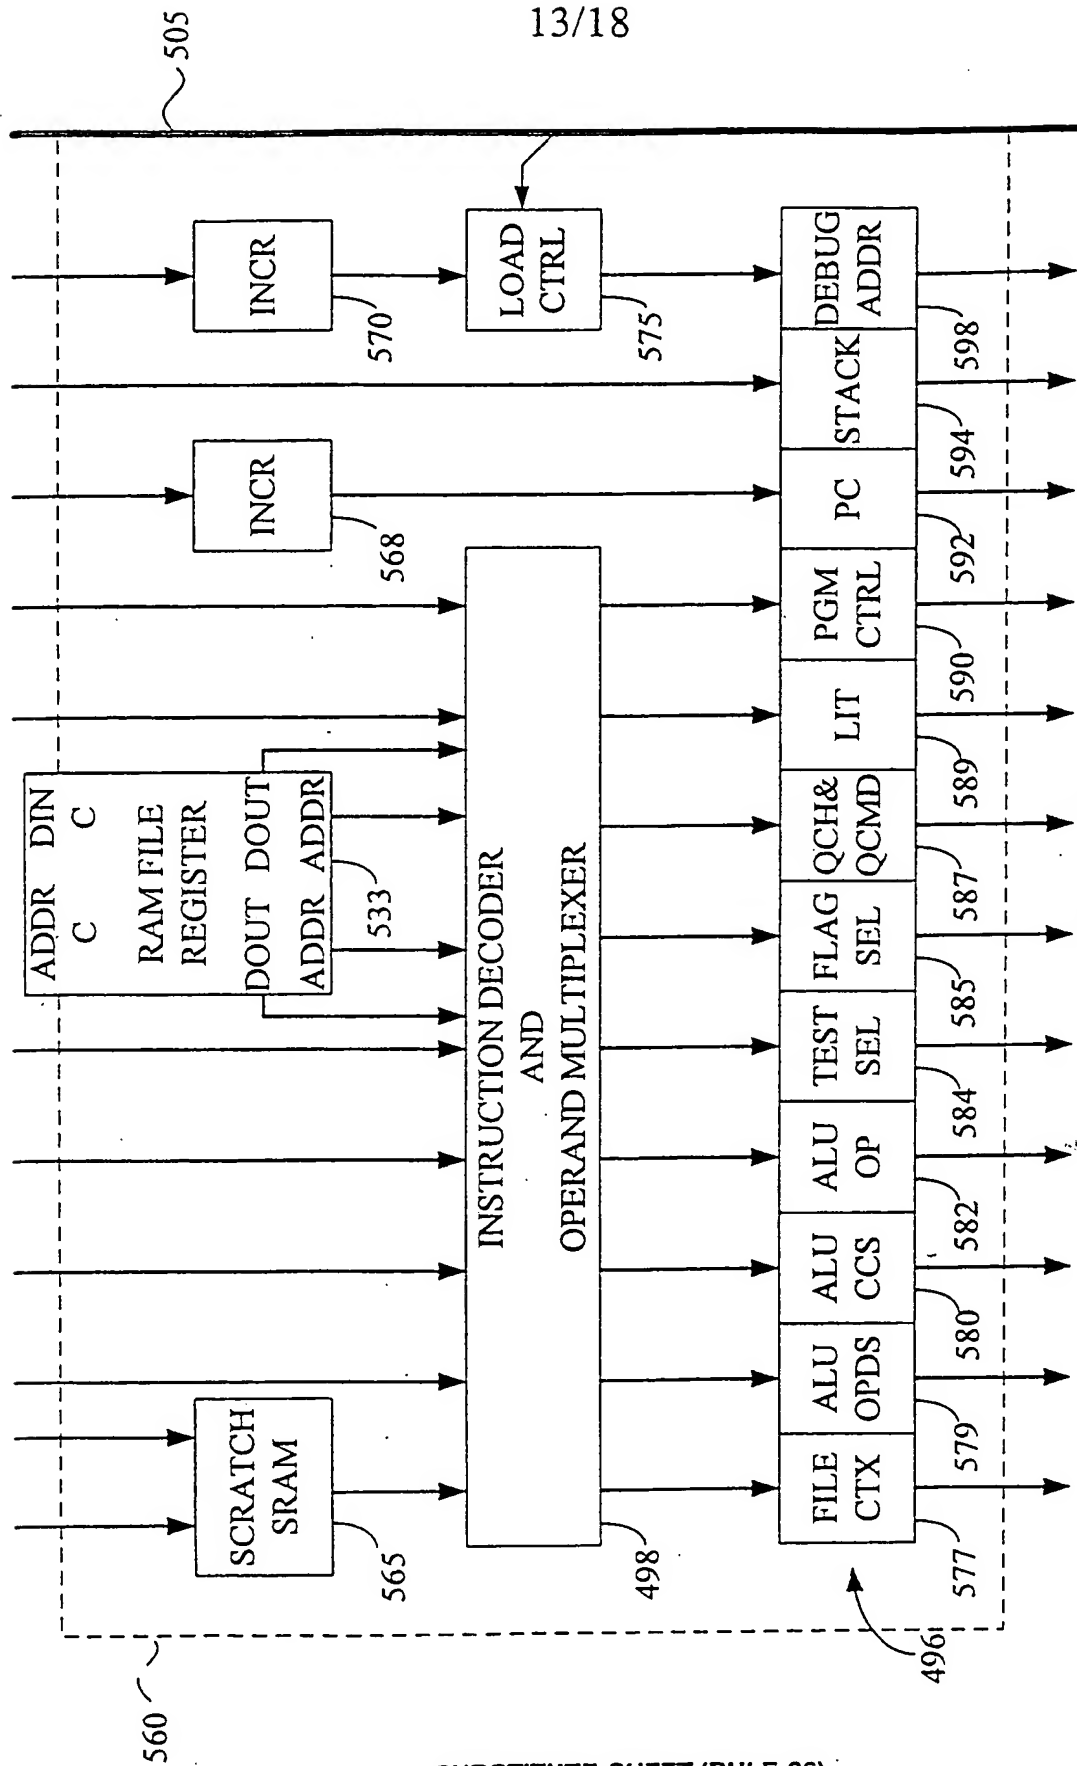 13/18
505
560
ADDR DIN
C C
RAM FILE
REGISTER
DOUT DOUT
ADDR ADDR
533
SCRATCH
SRAM
565
INCR
568
INCR
570
LOAD
CTRL
575
INSTRUCTION DECODER
AND
OPERAND MULTIPLEXER
498
496
FILE
CTX
577
ALU
OPDS
579
ALU
CCS
580
ALU
OP
582
TEST
SEL
584
FLAG
SEL
585
QCH&
QCMD
587
LIT
589
PGM
CTRL
590
PC
592
STACK
594
DEBUG
ADDR
598